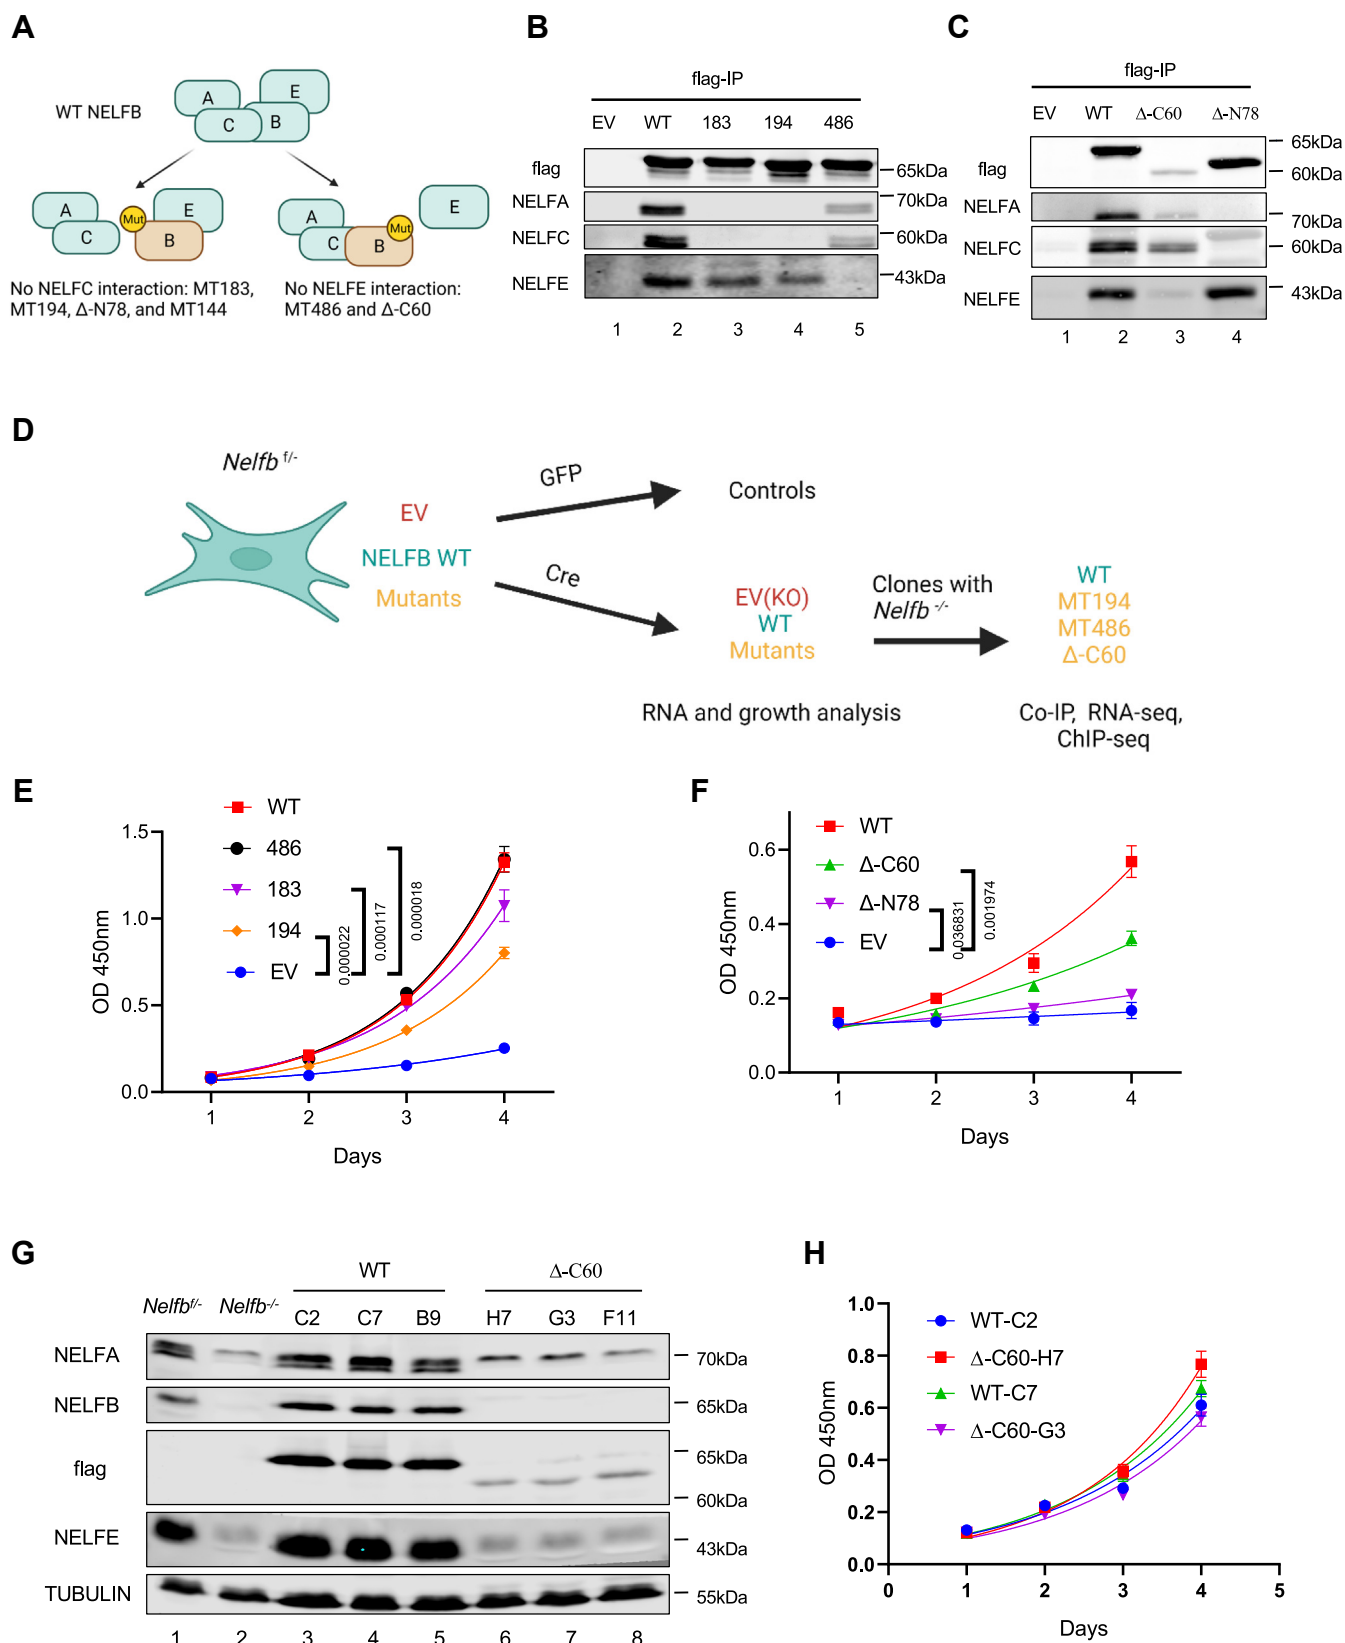 A
WT NELFB
A
E
C
B
A
C
Mut
E
B
A
C
B
Mut
E
No NELFC interaction: MT183,
MT194, Δ-N78, and MT144
No NELFE interaction:
MT486 and Δ-C60
B
flag-IP
EV WT 183 194 486
flag
65kDa
NELFA
70kDa
NELFC
60kDa
NELFE
43kDa
1 2 3 4 5
C
flag-IP
EV WT Δ-C60 Δ-N78
flag
65kDa
60kDa
NELFA
70kDa
NELFC
60kDa
NELFE
43kDa
1 2 3 4
D
Nelfb f/-
EV
NELFB WT
Mutants
GFP
Controls
Cre
EV(KO)
WT
Mutants
Clones with
Nelfb -/-
WT
MT194
MT486
Δ-C60
RNA and growth analysis
Co-IP, RNA-seq,
ChIP-seq
E
WT
486
183
194
EV
0.000022
0.000117
0.000018
OD 450nm
1.5
1.0
0.5
0.0
1 2 3 4
Days
F
WT
Δ-C60
Δ-N78
EV
0.036831
0.001974
OD 450nm
0.6
0.4
0.2
0.0
1 2 3 4
Days
G
WT Δ-C60
Nelfbf/- Nelfb-/- C2 C7 B9 H7 G3 F11
NELFA
70kDa
NELFB
65kDa
flag
65kDa
60kDa
NELFE
43kDa
TUBULIN
55kDa
1 2 3 4 5 6 7 8
H
WT-C2
Δ-C60-H7
WT-C7
Δ-C60-G3
OD 450nm
1.0
0.8
0.6
0.4
0.2
0.0
0 1 2 3 4 5
Days